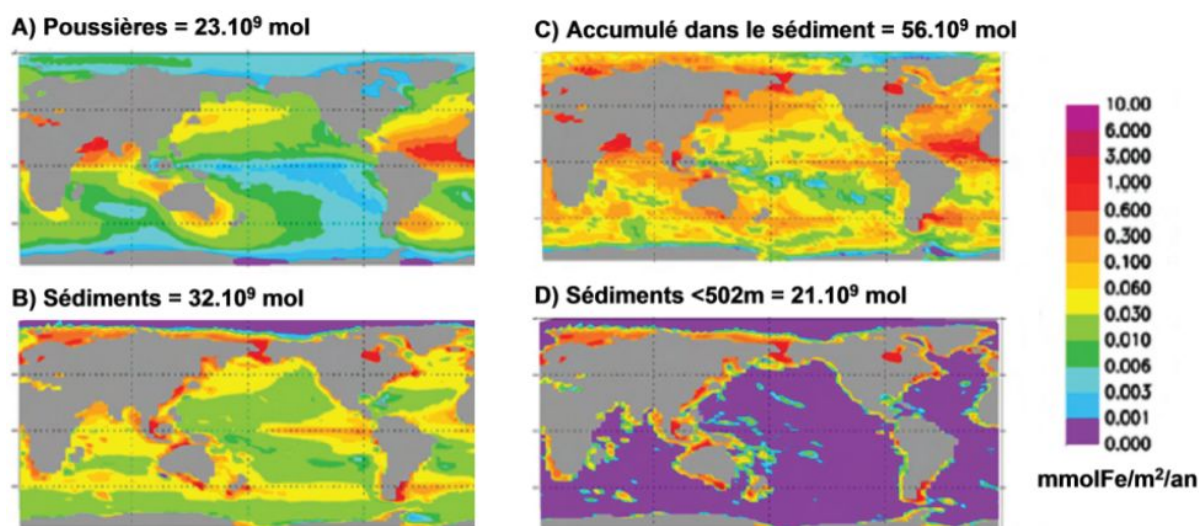 A) Poussières = 23.10⁹ mol
C) Accumulé dans le sédiment = 56.10⁹ mol
B) Sédiments = 32.10⁹ mol
D) Sédiments <502m = 21.10⁹ mol
10.00
6.000
3.000
1.000
0.600
0.300
0.100
0.060
0.030
0.010
0.006
0.003
0.001
0.000
mmolFe/m²/an